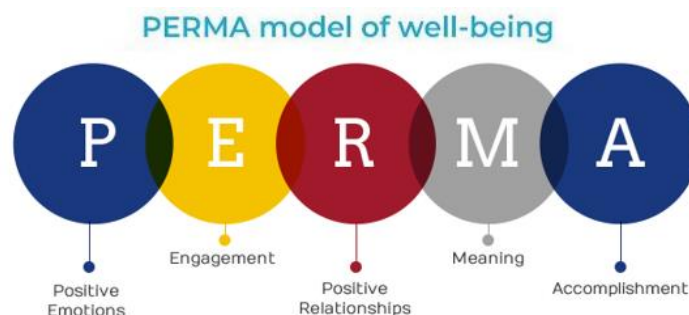 PERMA model of well-being
P E R M A
Positive
Emotions
Engagement
Positive
Relationships
Meaning
Accomplishment